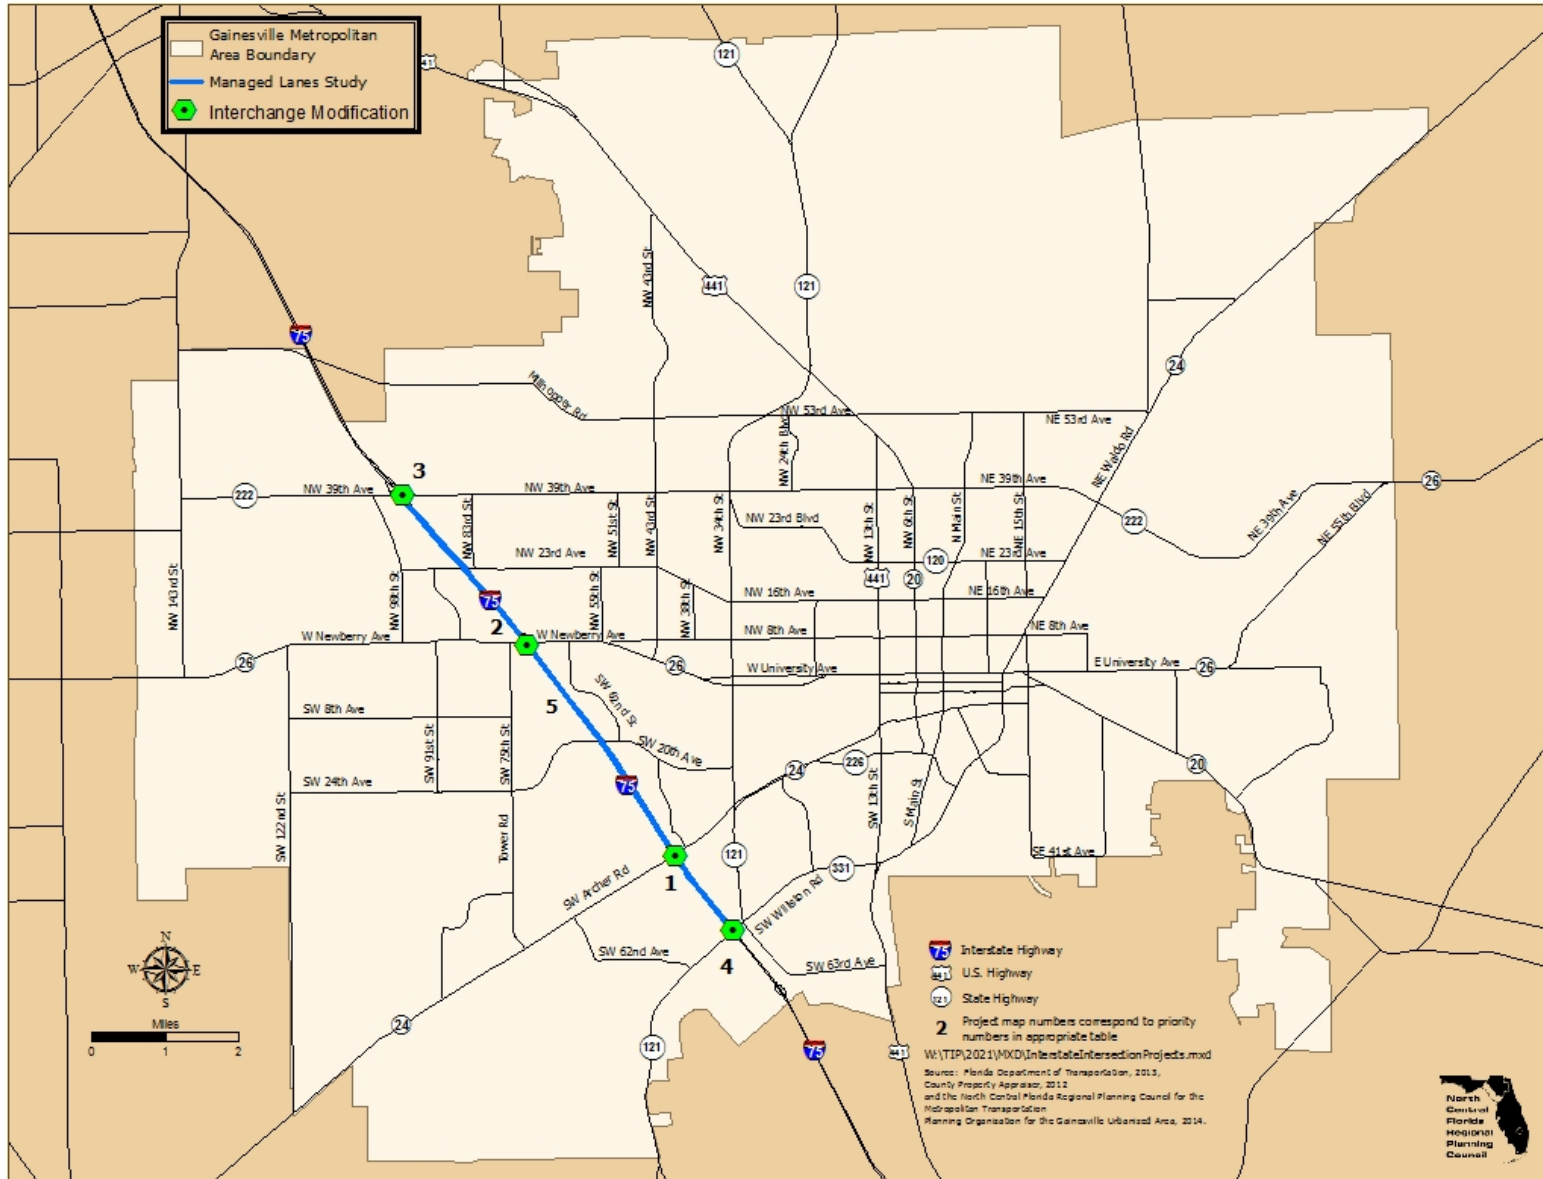 Gainesville Metropolitan
Area Boundary
Managed Lanes Study
Interchange Modification
41
121
441
121
NW 43rd St
75
24
Millhopper Rd
NW 53rd Ave
NE 53rd Ave
NW 24th Blvd
NE Waldo Rd
3
222
NW 39th Ave
NW 39th Ave
NE 39th Ave
26
NW 83rd St
NW 51st St
NW 43rd St
NW 34th St
NW 23rd Blvd
NW 13th St
NW 6th St
N Main St
NE 15th St
222
NE 39th Ave
NE 55th Blvd
NW 23rd Ave
120
NE 23rd Ave
441
20
NW 143rd St
NW 98th St
75
NW 55th St
NW 38th St
NW 16th Ave
NE 16th Ave
2
W Newberry Ave
W Newberry Ave
NW 8th Ave
NE 8th Ave
26
26
W University Ave
E University Ave
26
SW 62nd St
5
SW 8th Ave
SW 91st St
SW 75th St
SW 20th Ave
24
226
20
SW 24th Ave
75
SW 13th St
S Main St
SW 122nd St
Tower Rd
121
331
SE 41st Ave
1
SW Archer Rd
SW Williston Rd
SW 62nd Ave
4
SW 63rd Ave
N
W
E
S
Miles
0
1
2
24
121
75
441
75
Interstate Highway
441
U.S. Highway
121
State Highway
2
Project map numbers correspond to priority
numbers in appropriate table
W:\TIP\2021\MXD\InterstateIntersectionProjects.mxd
Source: Florida Department of Transportation, 2013,
County Property Appraiser, 2012
and the North Central Florida Regional Planning Council for the
Metropolitan Transportation
Planning Organization for the Gainesville Urbanized Area, 2014.
North
Central
Florida
Regional
Planning
Council